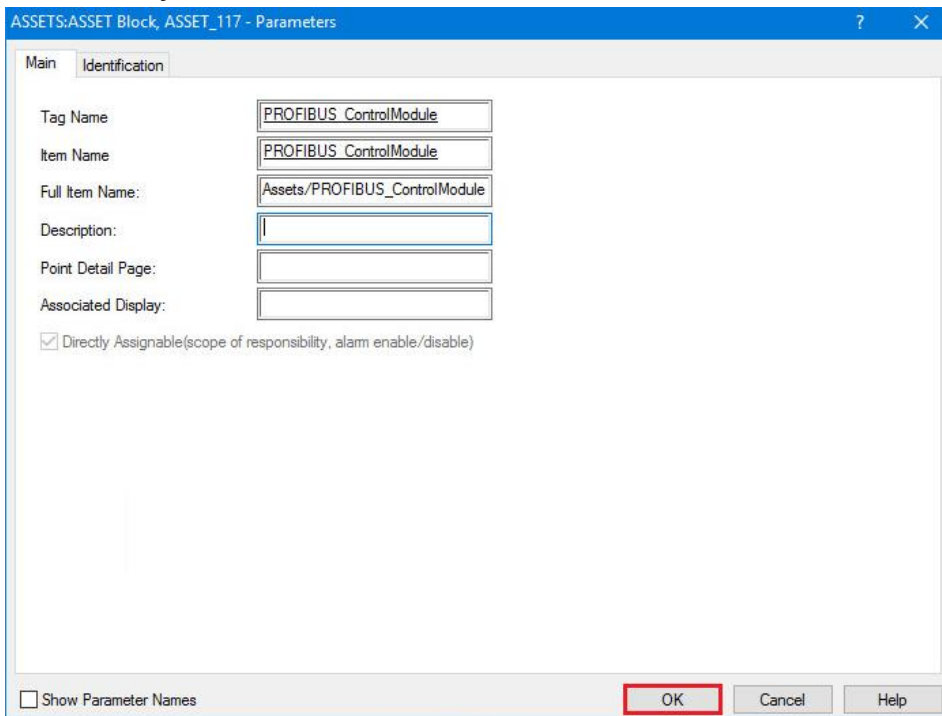 ASSETS:ASSET Block, ASSET_117 - Parameters ? X
Main Identification
Tag Name PROFIBUS_ControlModule
Item Name PROFIBUS_ControlModule
Full Item Name: Assets/PROFIBUS_ControlModule
Description:
Point Detail Page:
Associated Display:
Directly Assignable(scope of responsibility, alarm enable/disable)
Show Parameter Names OK Cancel Help